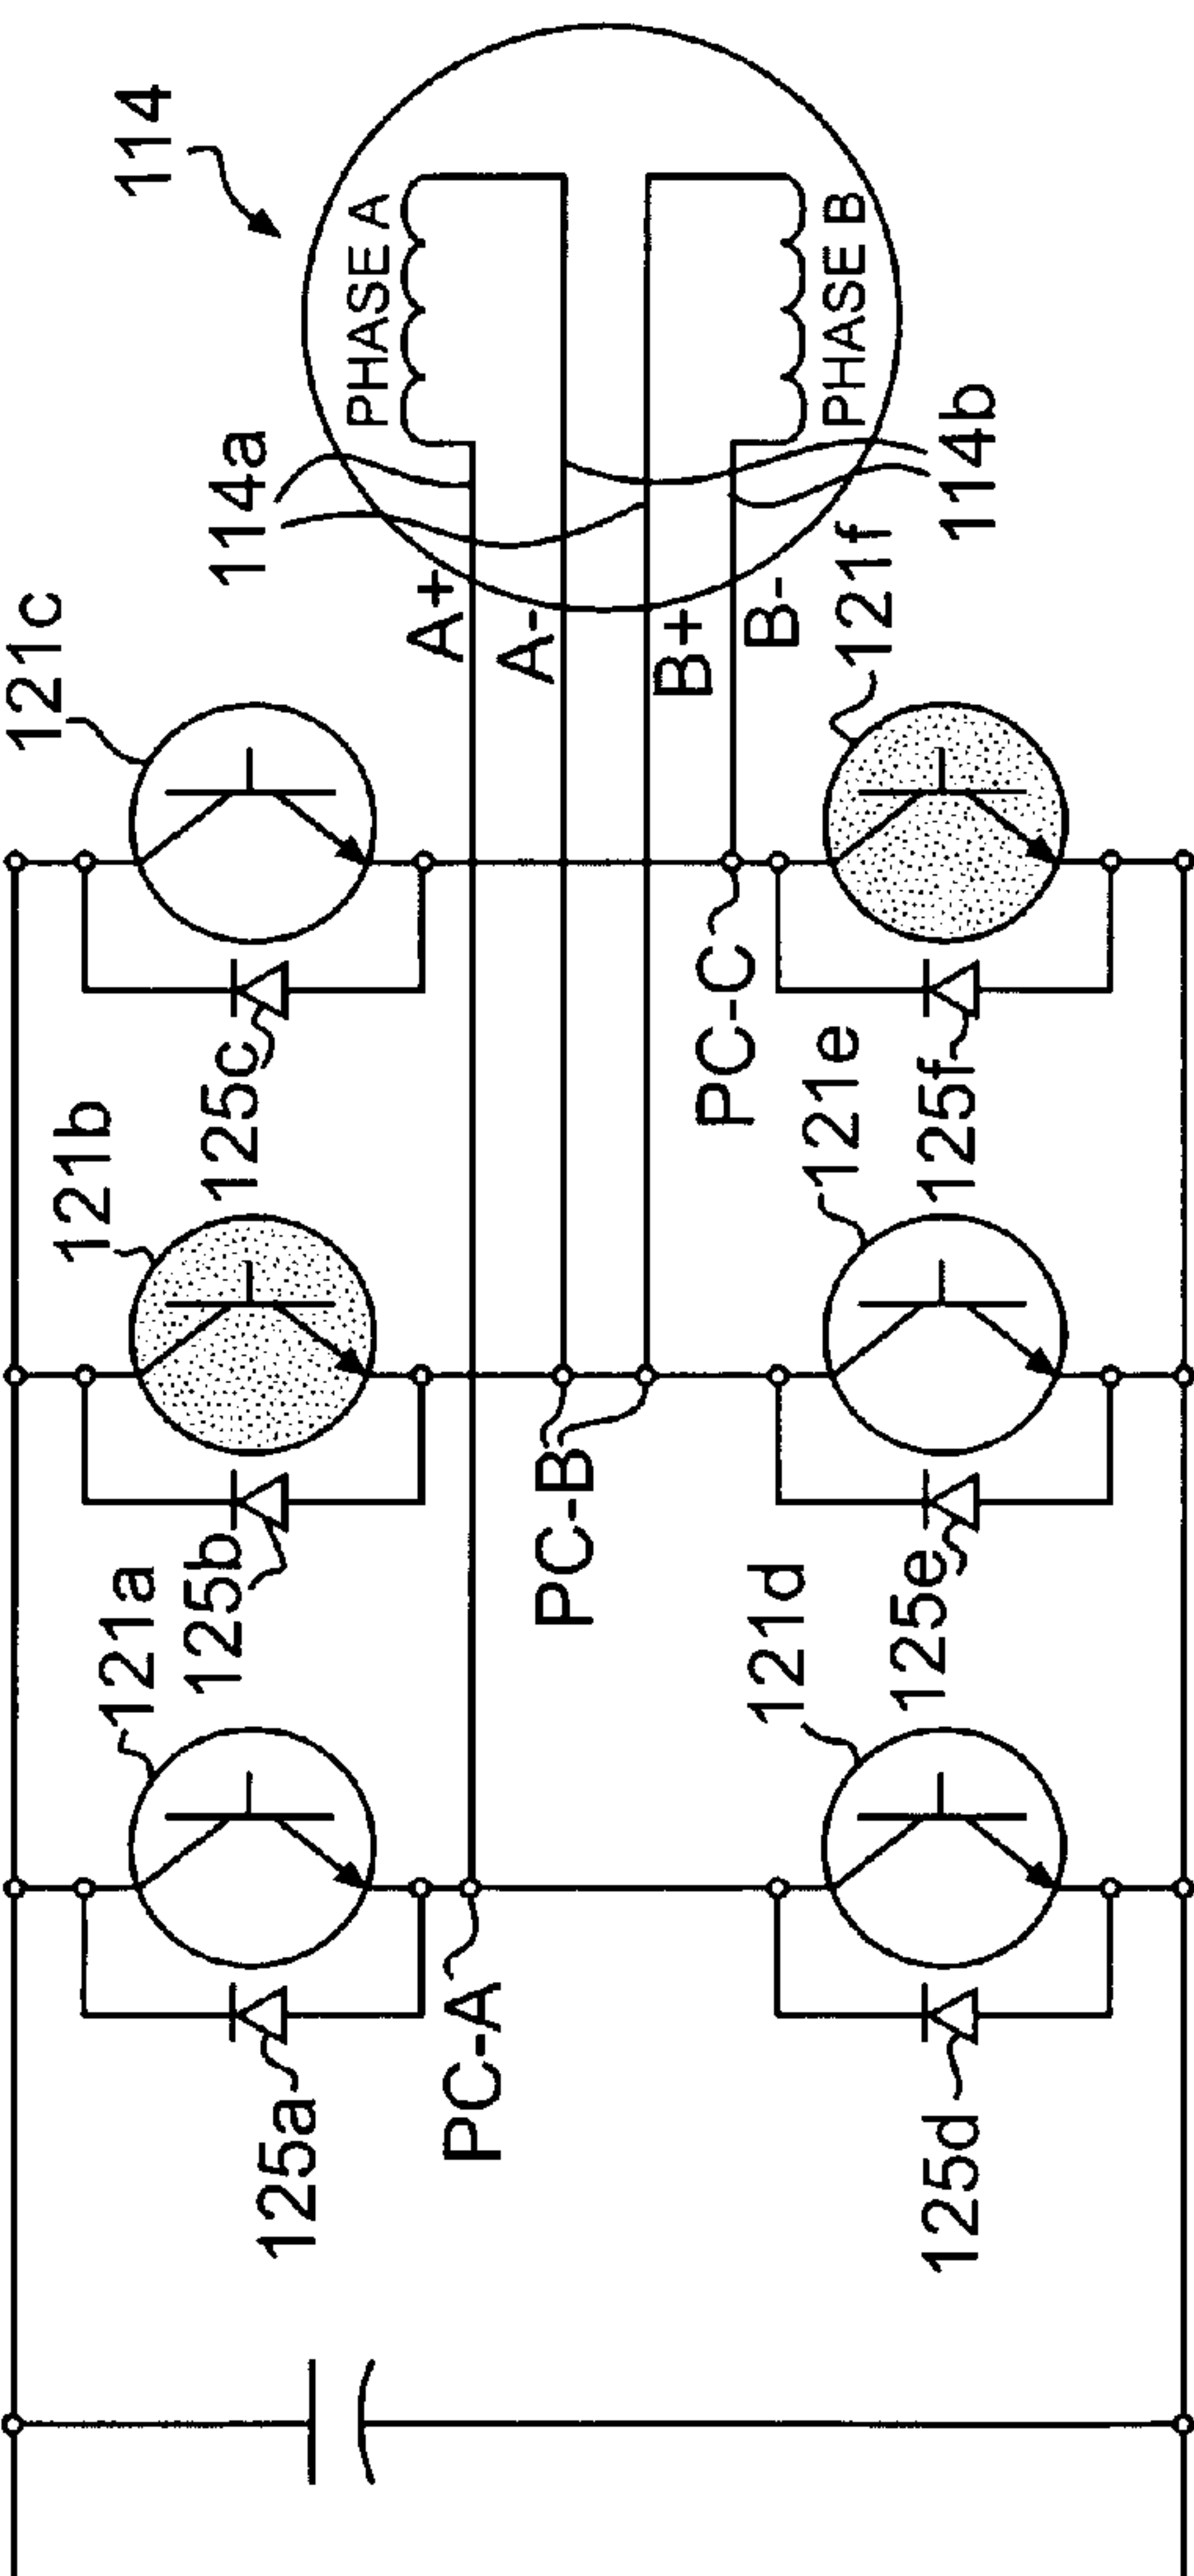 114
PHASE A
PHASE B
114a
114b
A+
A-
B+
B-
121c
121f
125c
PC-C
125f
121b
121e
125b
PC-B
125e
121a
121d
125a
PC-A
125d